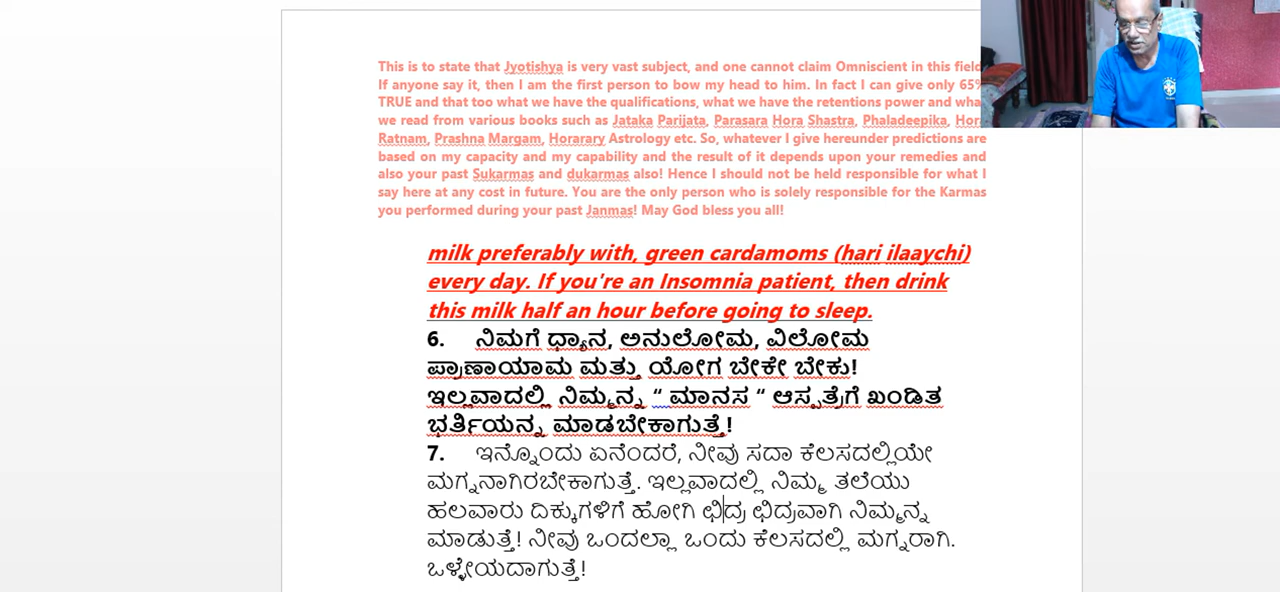 This is to state that Jyotishya is very vast subject, and one cannot claim Omniscient in this field.
If anyone say it, then I am the first person to bow my head to him. In fact I can give only 65%
TRUE and that too what we have the qualifications, what we have the retentions power and what
we read from various books such as Jataka Parijata, Parasara Hora Shastra, Phaladeepika, Hora
Ratnam, Prashna Margam, Horarary Astrology etc. So, whatever I give hereunder predictions are
based on my capacity and my capability and the result of it depends upon your remedies and
also your past Sukarmas and dukarmas also! Hence I should not be held responsible for what I
say here at any cost in future. You are the only person who is solely responsible for the Karmas
you performed during your past Janmas! May God bless you all!
milk preferably with, green cardamoms (hari ilaaychi)
every day. If you're an Insomnia patient, then drink
this milk half an hour before going to sleep.
6. ನಿಮಗೆ ಧ್ಯಾನ, ಅನುಲೋಮ, ವಿಲೋಮ
ಪ್ರಾಣಾಯಾಮ ಮತ್ತು ಯೋಗ ಬೇಕೇ ಬೇಕು!
ಇಲ್ಲವಾದಲ್ಲಿ ನಿಮ್ಮನ್ನ “ ಮಾನಸ “ ಆಸ್ಪತ್ರೆಗೆ ಖಂಡಿತ
ಭರ್ತಿಯನ್ನ ಮಾಡಬೇಕಾಗುತ್ತೆ!
7. ಇನ್ನೊಂದು ಏನೆಂದರೆ, ನೀವು ಸದಾ ಕೆಲಸದಲ್ಲಿಯೇ
ಮಗ್ನನಾಗಿರಬೇಕಾಗುತ್ತೆ. ಇಲ್ಲವಾದಲ್ಲಿ ನಿಮ್ಮ ತಲೆಯು
ಹಲವಾರು ದಿಕ್ಕುಗಳಿಗೆ ಹೋಗಿ ಛಿದ್ರ ಛಿದ್ರವಾಗಿ ನಿಮ್ಮನ್ನ
ಮಾಡುತ್ತೆ! ನೀವು ಒಂದಲ್ಲಾ ಒಂದು ಕೆಲಸದಲ್ಲಿ ಮಗ್ನರಾಗಿ.
ಒಳ್ಳೇಯದಾಗುತ್ತೆ!